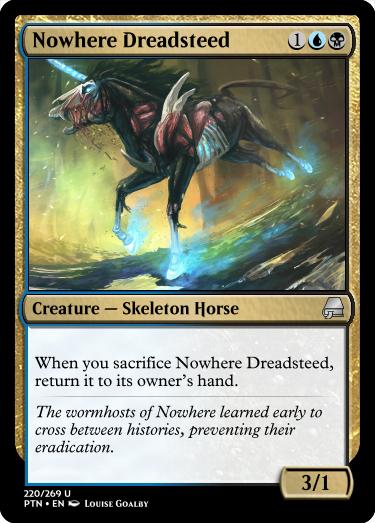 Nowhere Dreadsteed 1
Creature — Skeleton Horse
When you sacrifice Nowhere Dreadsteed,
return it to its owner's hand.
The wormhosts of Nowhere learned early to
cross between histories, preventing their
eradication.
3/1
220/269 U
PTN • EN Louise Goalby